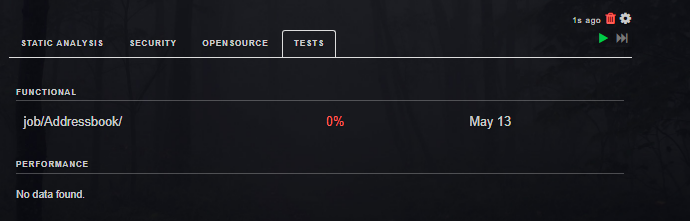 1s ago
STATIC ANALYSIS SECURITY OPENSOURCE TESTS
FUNCTIONAL
job/Addressbook/ 0% May 13
PERFORMANCE
No data found.